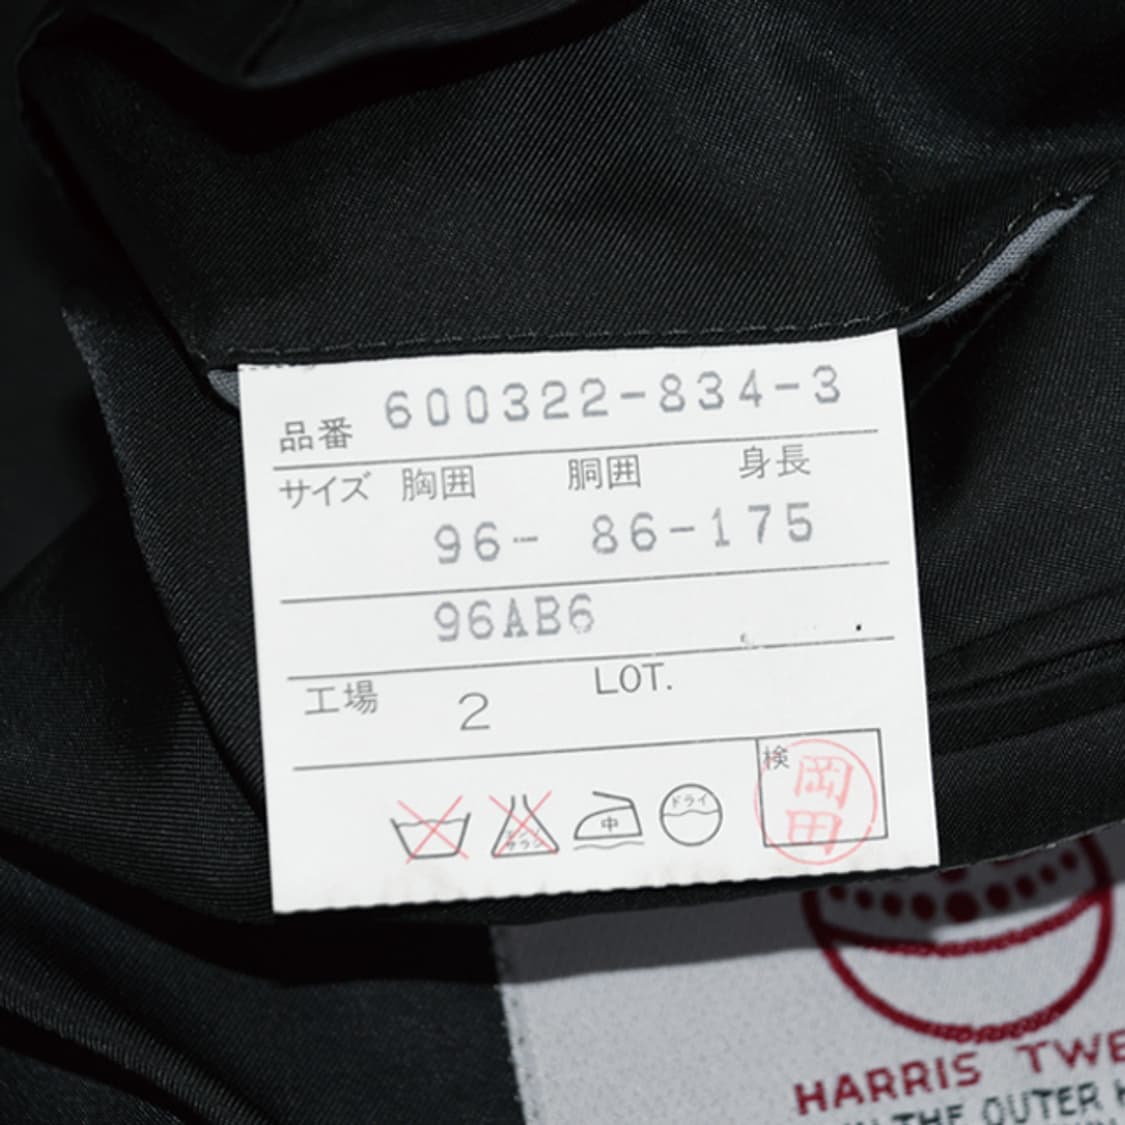 品番 600322-834-3
サイズ 胸囲 胴囲 身長
96- 86-175
96AB6
工場 2 LOT.
検
岡田
中
ドライ
HARRIS TWE
THE OUTER H